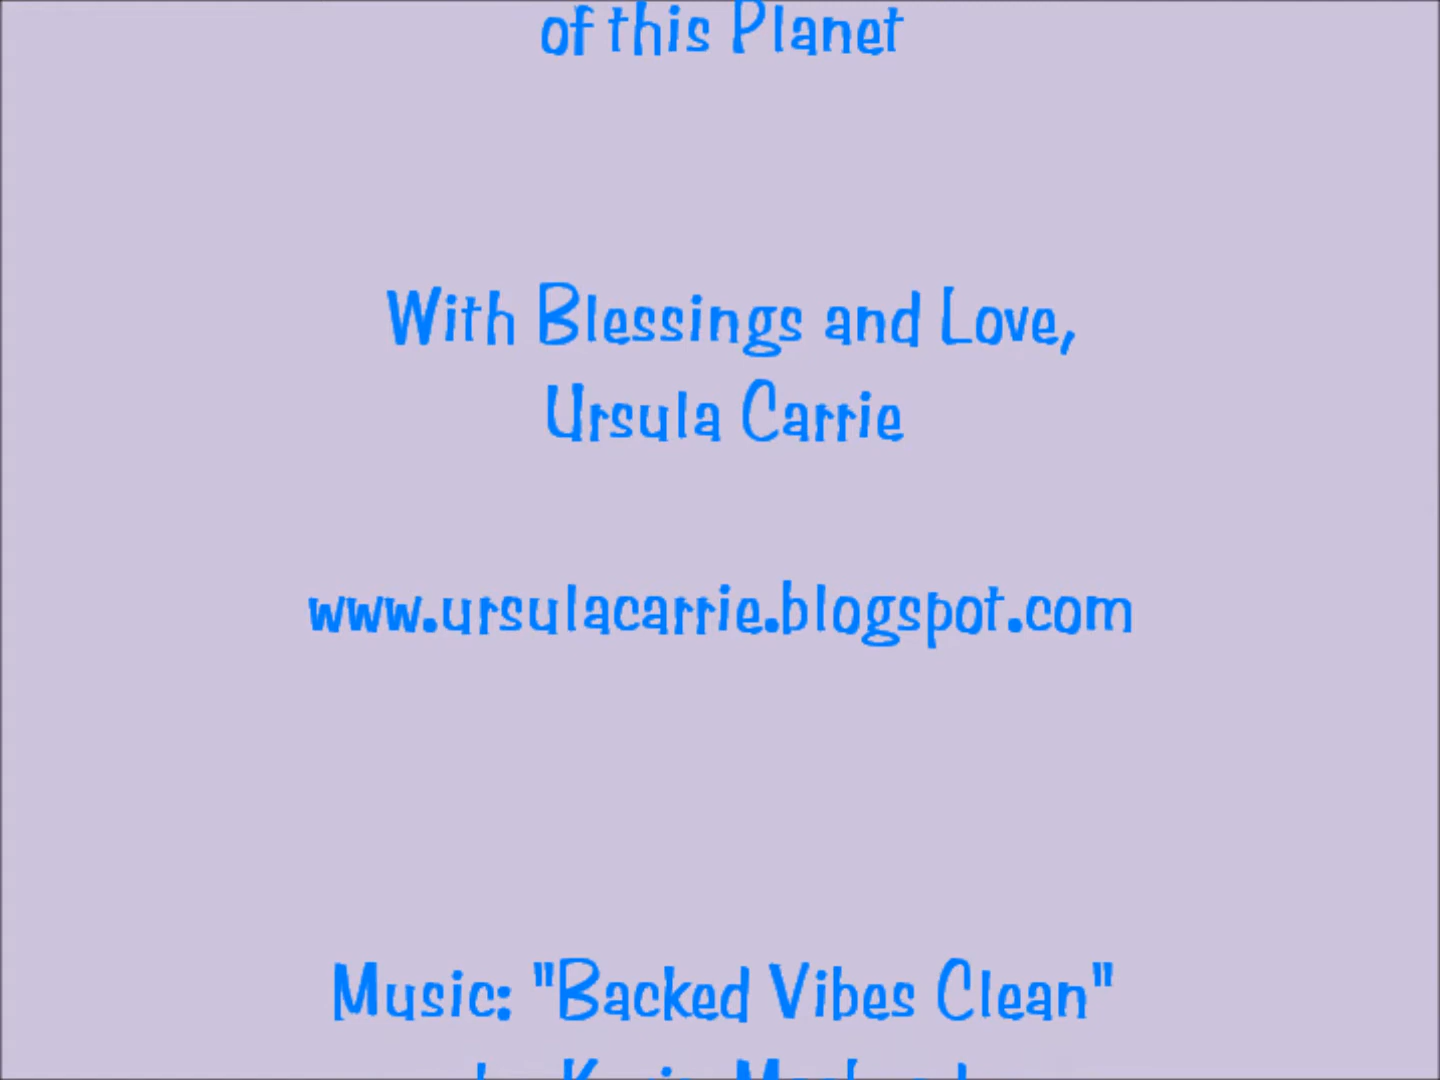 of this Planet
With Blessings and Love,
Ursula Carrie
www.ursulacarrie.blogspot.com
Music: "Backed Vibes Clean"